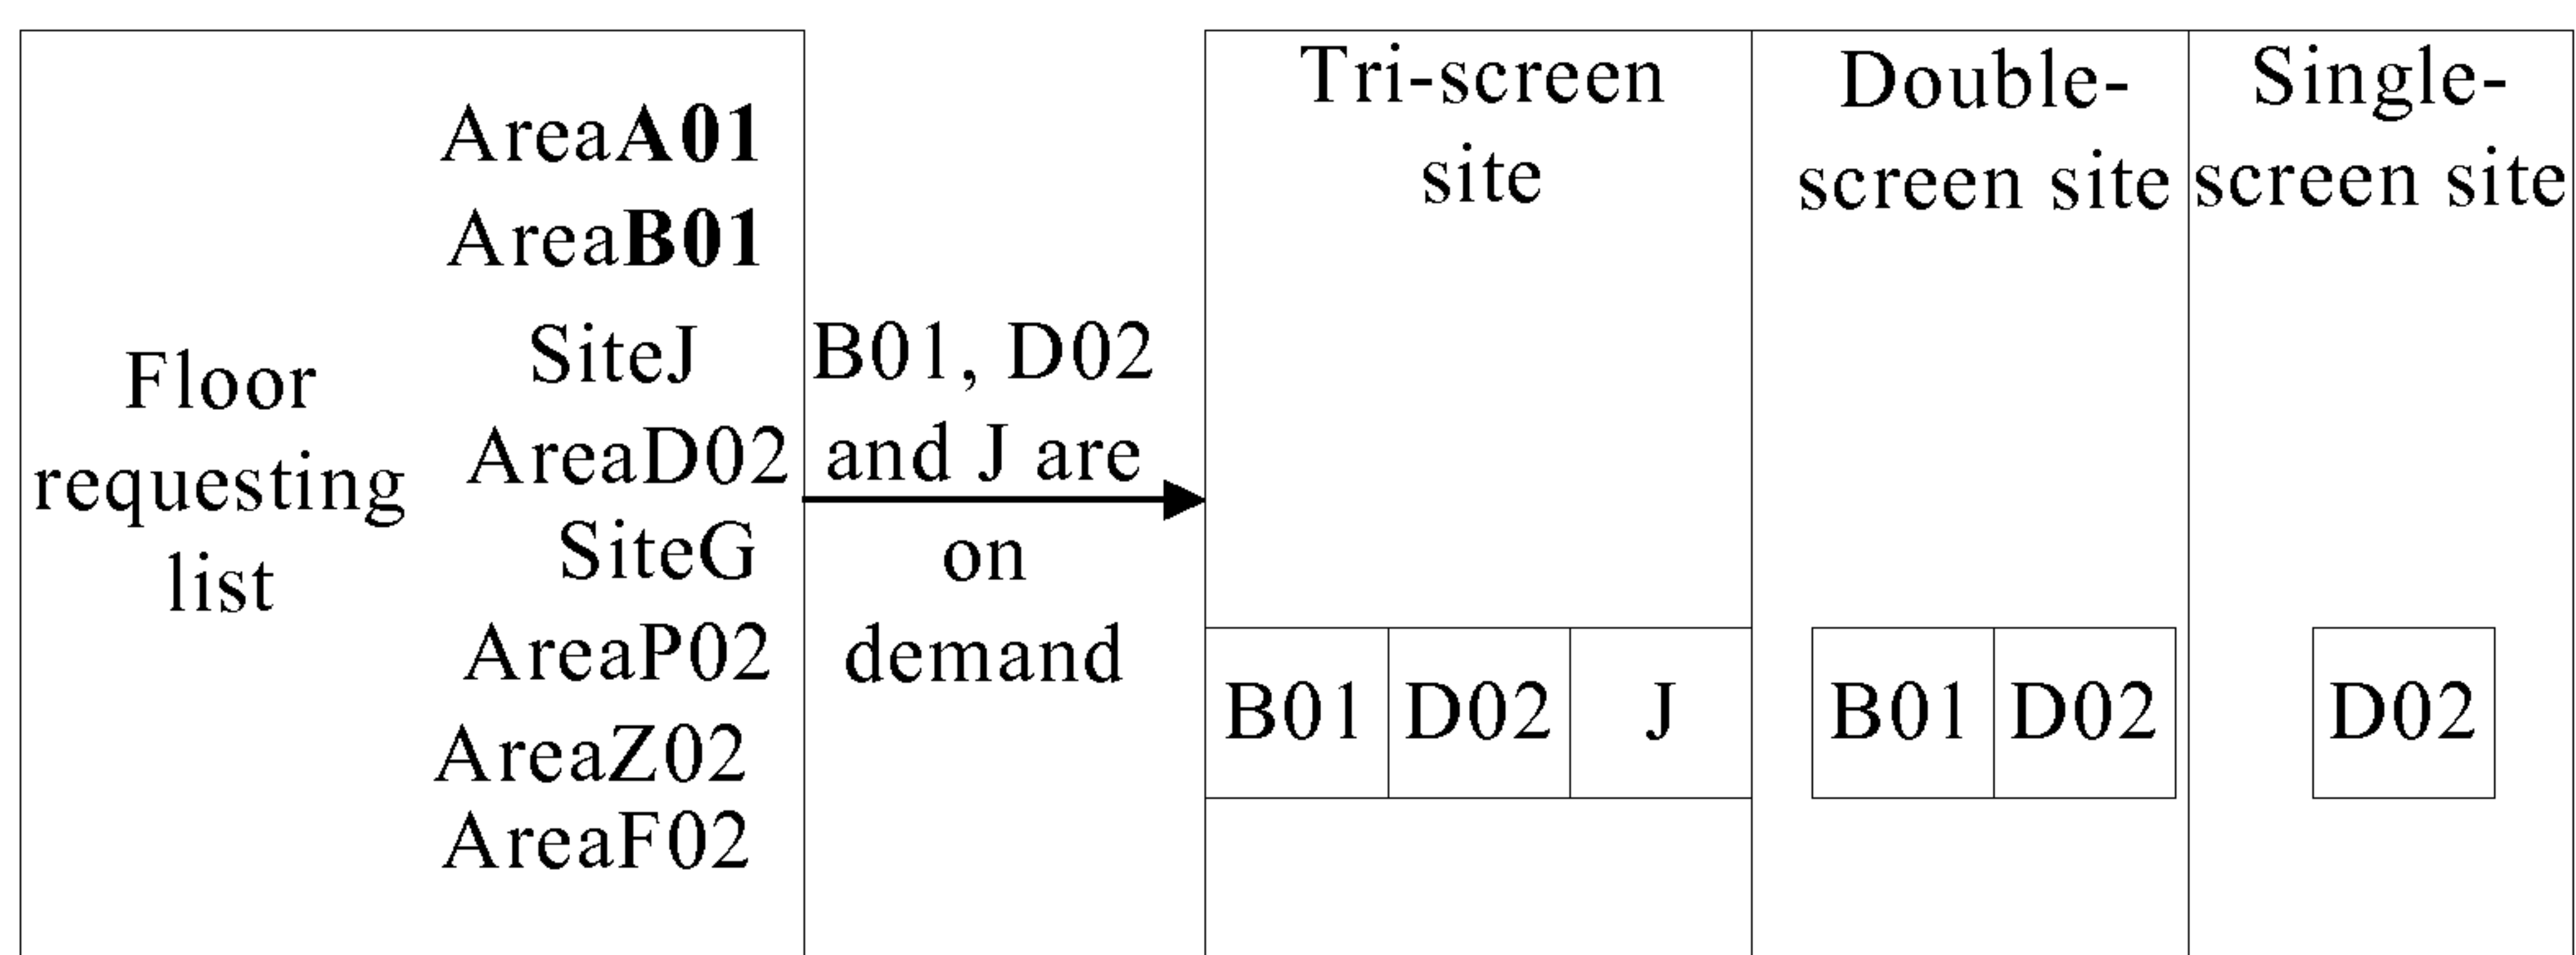 Floor
requesting
list
AreaA01
AreaB01
SiteJ
AreaD02
SiteG
AreaP02
AreaZ02
AreaF02
B01, D02
and J are
on
demand
Tri-screen
site
B01 D02 J
Double-
screen site
B01 D02
Single-
screen site
D02